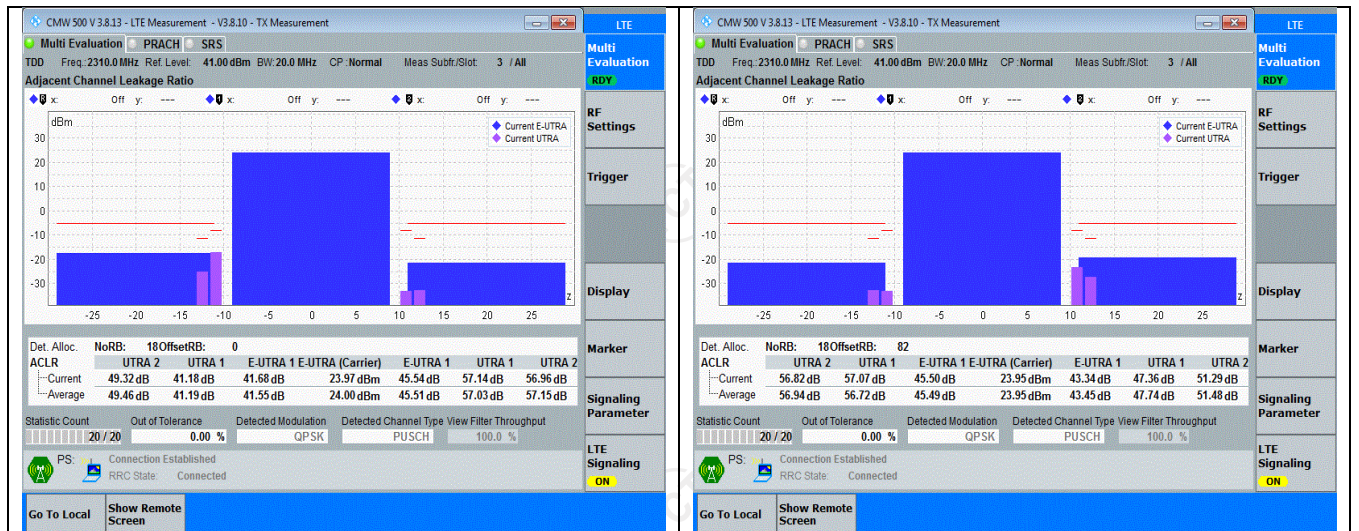 CMW 500 V 3.8.13 - LTE Measurement - V3.8.10 - TX Measurement
LTE
Multi Evaluation PRACH SRS
Multi Evaluation
RDY
TDD Freq.:2310.0 MHz Ref. Level: 41.00 dBm BW:20.0 MHz CP :Normal Meas Subfr./Slot: 3 / All
Adjacent Channel Leakage Ratio
x: Off y: --- x: Off y: --- x: Off y: ---
RF Settings
dBm
Current E-UTRA
Current UTRA
30
20
10
0
-10
-20
-30
Trigger
Display
z
-25 -20 -15 -10 -5 0 5 10 15 20 25
Marker
Det. Alloc. NoRB: 18OffsetRB: 0
ACLR UTRA 2 UTRA 1 E-UTRA 1 E-UTRA (Carrier) E-UTRA 1 UTRA 1 UTRA 2
Current 49.32 dB 41.18 dB 41.68 dB 23.97 dBm 45.54 dB 57.14 dB 56.96 dB
Average 49.46 dB 41.19 dB 41.55 dB 24.00 dBm 45.51 dB 57.03 dB 57.15 dB
Signaling Parameter
Statistic Count Out of Tolerance Detected Modulation Detected Channel Type View Filter Throughput
20 / 20 0.00 % QPSK PUSCH 100.0 %
LTE Signaling
ON
PS: Connection Established
RRC State: Connected
Go To Local Show Remote Screen
CMW 500 V 3.8.13 - LTE Measurement - V3.8.10 - TX Measurement
LTE
Multi Evaluation PRACH SRS
Multi Evaluation
RDY
TDD Freq.:2310.0 MHz Ref. Level: 41.00 dBm BW:20.0 MHz CP :Normal Meas Subfr./Slot: 3 / All
Adjacent Channel Leakage Ratio
x: Off y: --- x: Off y: --- x: Off y: ---
RF Settings
dBm
Current E-UTRA
Current UTRA
30
20
10
0
-10
-20
-30
Trigger
Display
z
-25 -20 -15 -10 -5 0 5 10 15 20 25
Marker
Det. Alloc. NoRB: 18OffsetRB: 82
ACLR UTRA 2 UTRA 1 E-UTRA 1 E-UTRA (Carrier) E-UTRA 1 UTRA 1 UTRA 2
Current 56.82 dB 57.07 dB 45.50 dB 23.95 dBm 43.34 dB 47.36 dB 51.29 dB
Average 56.94 dB 56.72 dB 45.49 dB 23.95 dBm 43.45 dB 47.74 dB 51.48 dB
Signaling Parameter
Statistic Count Out of Tolerance Detected Modulation Detected Channel Type View Filter Throughput
20 / 20 0.00 % QPSK PUSCH 100.0 %
LTE Signaling
ON
PS: Connection Established
RRC State: Connected
Go To Local Show Remote Screen